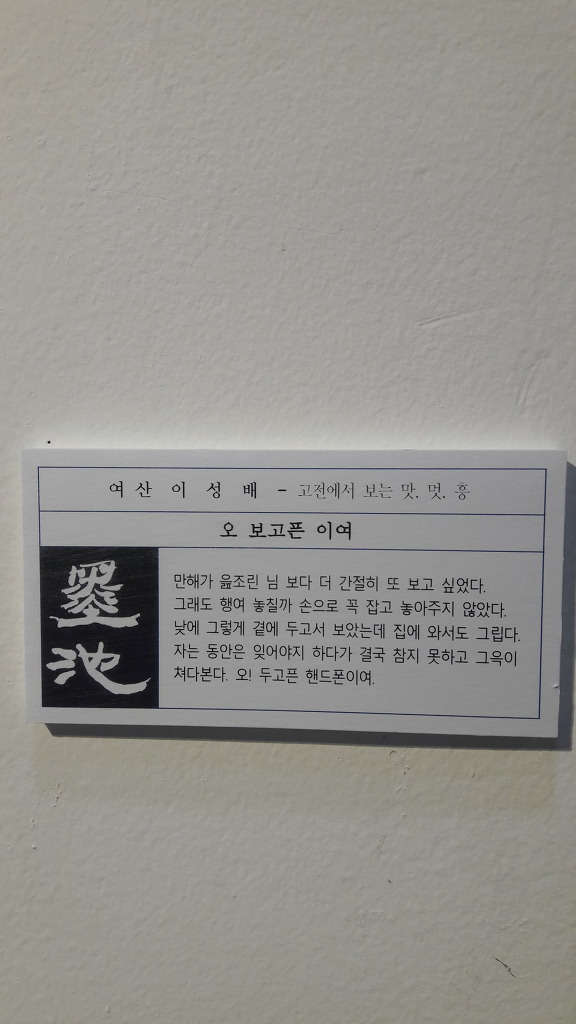 여산 이 성 배 - 고전에서 보는 맛. 멋. 흥
오 보고픈 이여
墨池
만해가 읊조린 님 보다 더 간절히 또 보고 싶었다.
그래도 행여 놓칠까 손으로 꼭 잡고 놓아주지 않았다.
낮에 그렇게 곁에 두고서 보았는데 집에 와서도 그립다.
자는 동안은 잊어야지 하다가 결국 참지 못하고 그윽이
쳐다본다. 오! 두고픈 핸드폰이여.